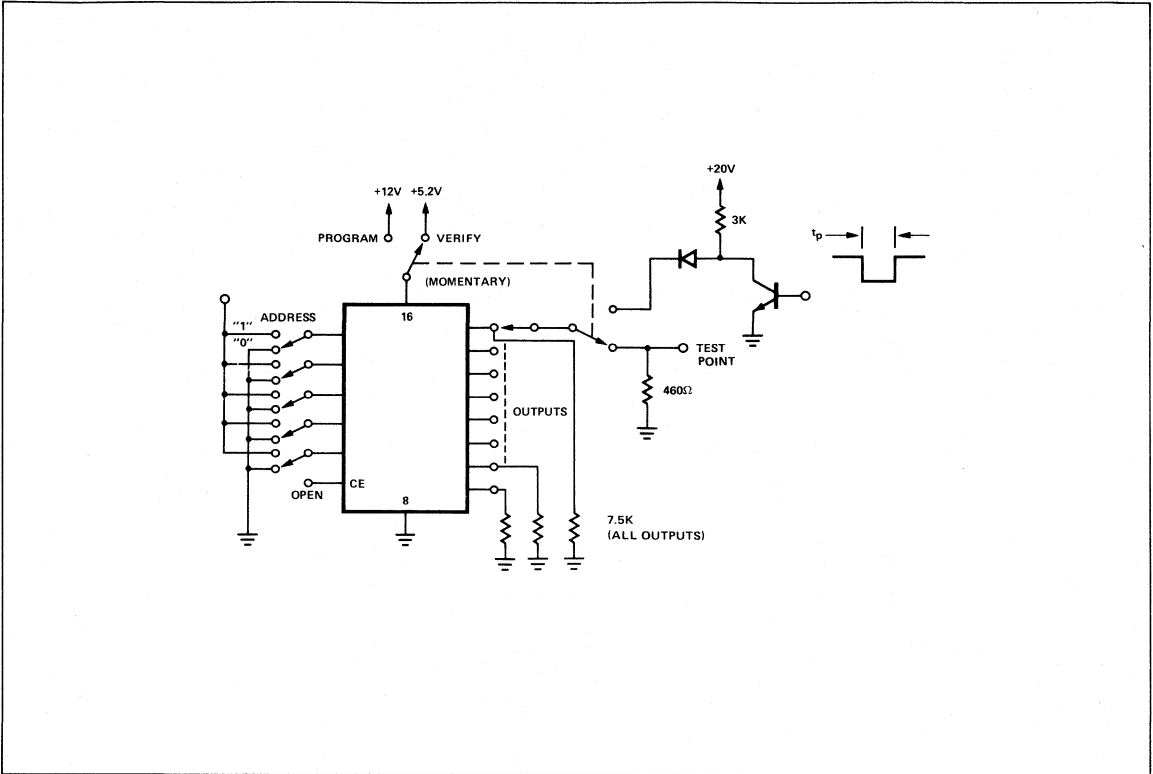 +20V
3K
+12V +5.2V
PROGRAM VERIFY
tp
(MOMENTARY)
16
ADDRESS
"1"
"0"
TEST
POINT
460Ω
OUTPUTS
CE
OPEN
8
7.5K
(ALL OUTPUTS)